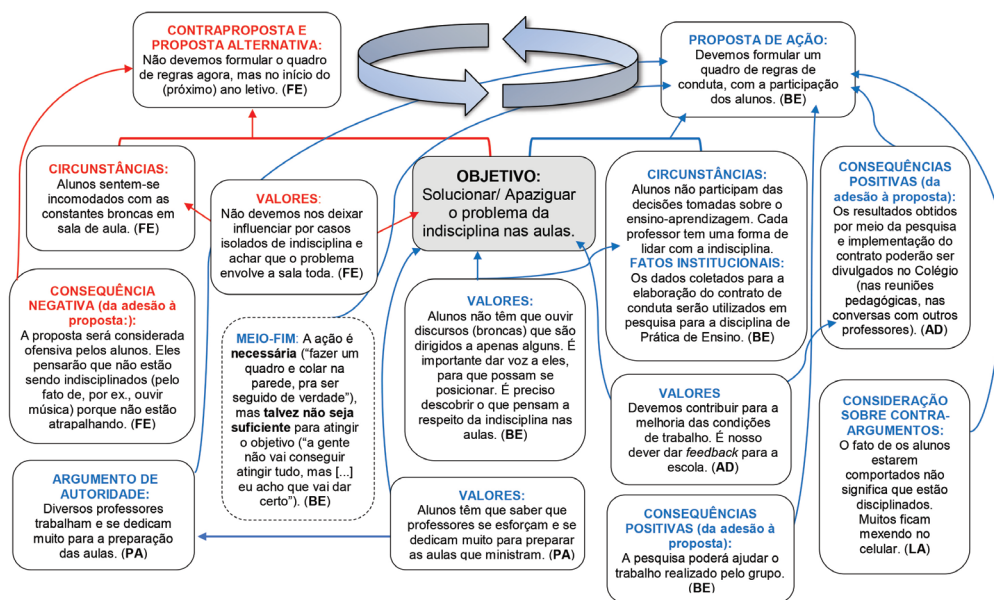 CONTRAPROPOSTA E
PROPOSTA ALTERNATIVA:
Não devemos formular o quadro
de regras agora, mas no início do
(próximo) ano letivo. (FE)
PROPOSTA DE AÇÃO:
Devemos formular um
quadro de regras de
conduta, com a participação
dos alunos. (BE)
CIRCUNSTÂNCIAS:
Alunos sentem-se
incomodados com as
constantes broncas em
sala de aula. (FE)
VALORES:
Não devemos nos deixar
influenciar por casos
isolados de indisciplina e
achar que o problema
envolve a sala toda. (FE)
OBJETIVO:
Solucionar/ Apaziguar
o problema da
indisciplina nas aulas.
CIRCUNSTÂNCIAS:
Alunos não participam das
decisões tomadas sobre o
ensino-aprendizagem. Cada
professor tem uma forma de
lidar com a indisciplina.
FATOS INSTITUCIONAIS:
Os dados coletados para a
elaboração do contrato de
conduta serão utilizados em
pesquisa para a disciplina de
Prática de Ensino. (BE)
CONSEQUÊNCIAS
POSITIVAS (da
adesão à proposta):
Os resultados obtidos
por meio da pesquisa
e implementação do
contrato poderão ser
divulgados no Colégio
(nas reuniões
pedagógicas, nas
conversas com outros
professores). (AD)
CONSEQUÊNCIA
NEGATIVA (da adesão à
proposta:):
A proposta será considerada
ofensiva pelos alunos. Eles
pensarão que não estão
sendo indisciplinados (pelo
fato de, por ex., ouvir
música) porque não estão
atrapalhando. (FE)
MEIO-FIM: A ação é
necessária (“fazer um
quadro e colar na
parede, pra ser
seguido de verdade”),
mas talvez não seja
suficiente para atingir
o objetivo (“a gente
não vai conseguir
atingir tudo, mas [...]
eu acho que vai dar
certo”). (BE)
VALORES:
Alunos não têm que ouvir
discursos (broncas) que são
dirigidos a apenas alguns. É
importante dar voz a eles,
para que possam se
posicionar. É preciso
descobrir o que pensam a
respeito da indisciplina nas
aulas. (BE)
VALORES
Devemos contribuir para a
melhoria das condições
de trabalho. É nosso
dever dar feedback para a
escola. (AD)
CONSIDERAÇÃO
SOBRE CONTRA-
ARGUMENTOS:
O fato de os alunos
estarem
comportados não
significa que estão
disciplinados.
Muitos ficam
mexendo no
celular. (LA)
ARGUMENTO DE
AUTORIDADE:
Diversos professores
trabalham e se dedicam
muito para a preparação
das aulas. (PA)
VALORES:
Alunos têm que saber que
professores se esforçam e se
dedicam muito para preparar
as aulas que ministram. (PA)
CONSEQUÊNCIAS
POSITIVAS (da adesão à
proposta):
A pesquisa poderá ajudar o
trabalho realizado pelo grupo.
(BE)